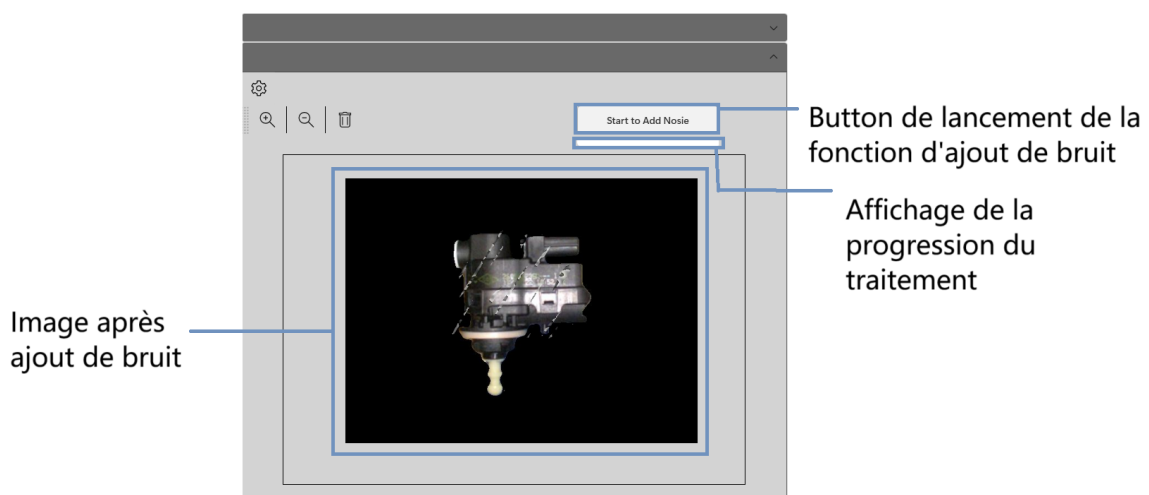 Start to Add Nosie
Button de lancement de la
fonction d'ajout de bruit
Affichage de la
progression du
traitement
Image après
ajout de bruit